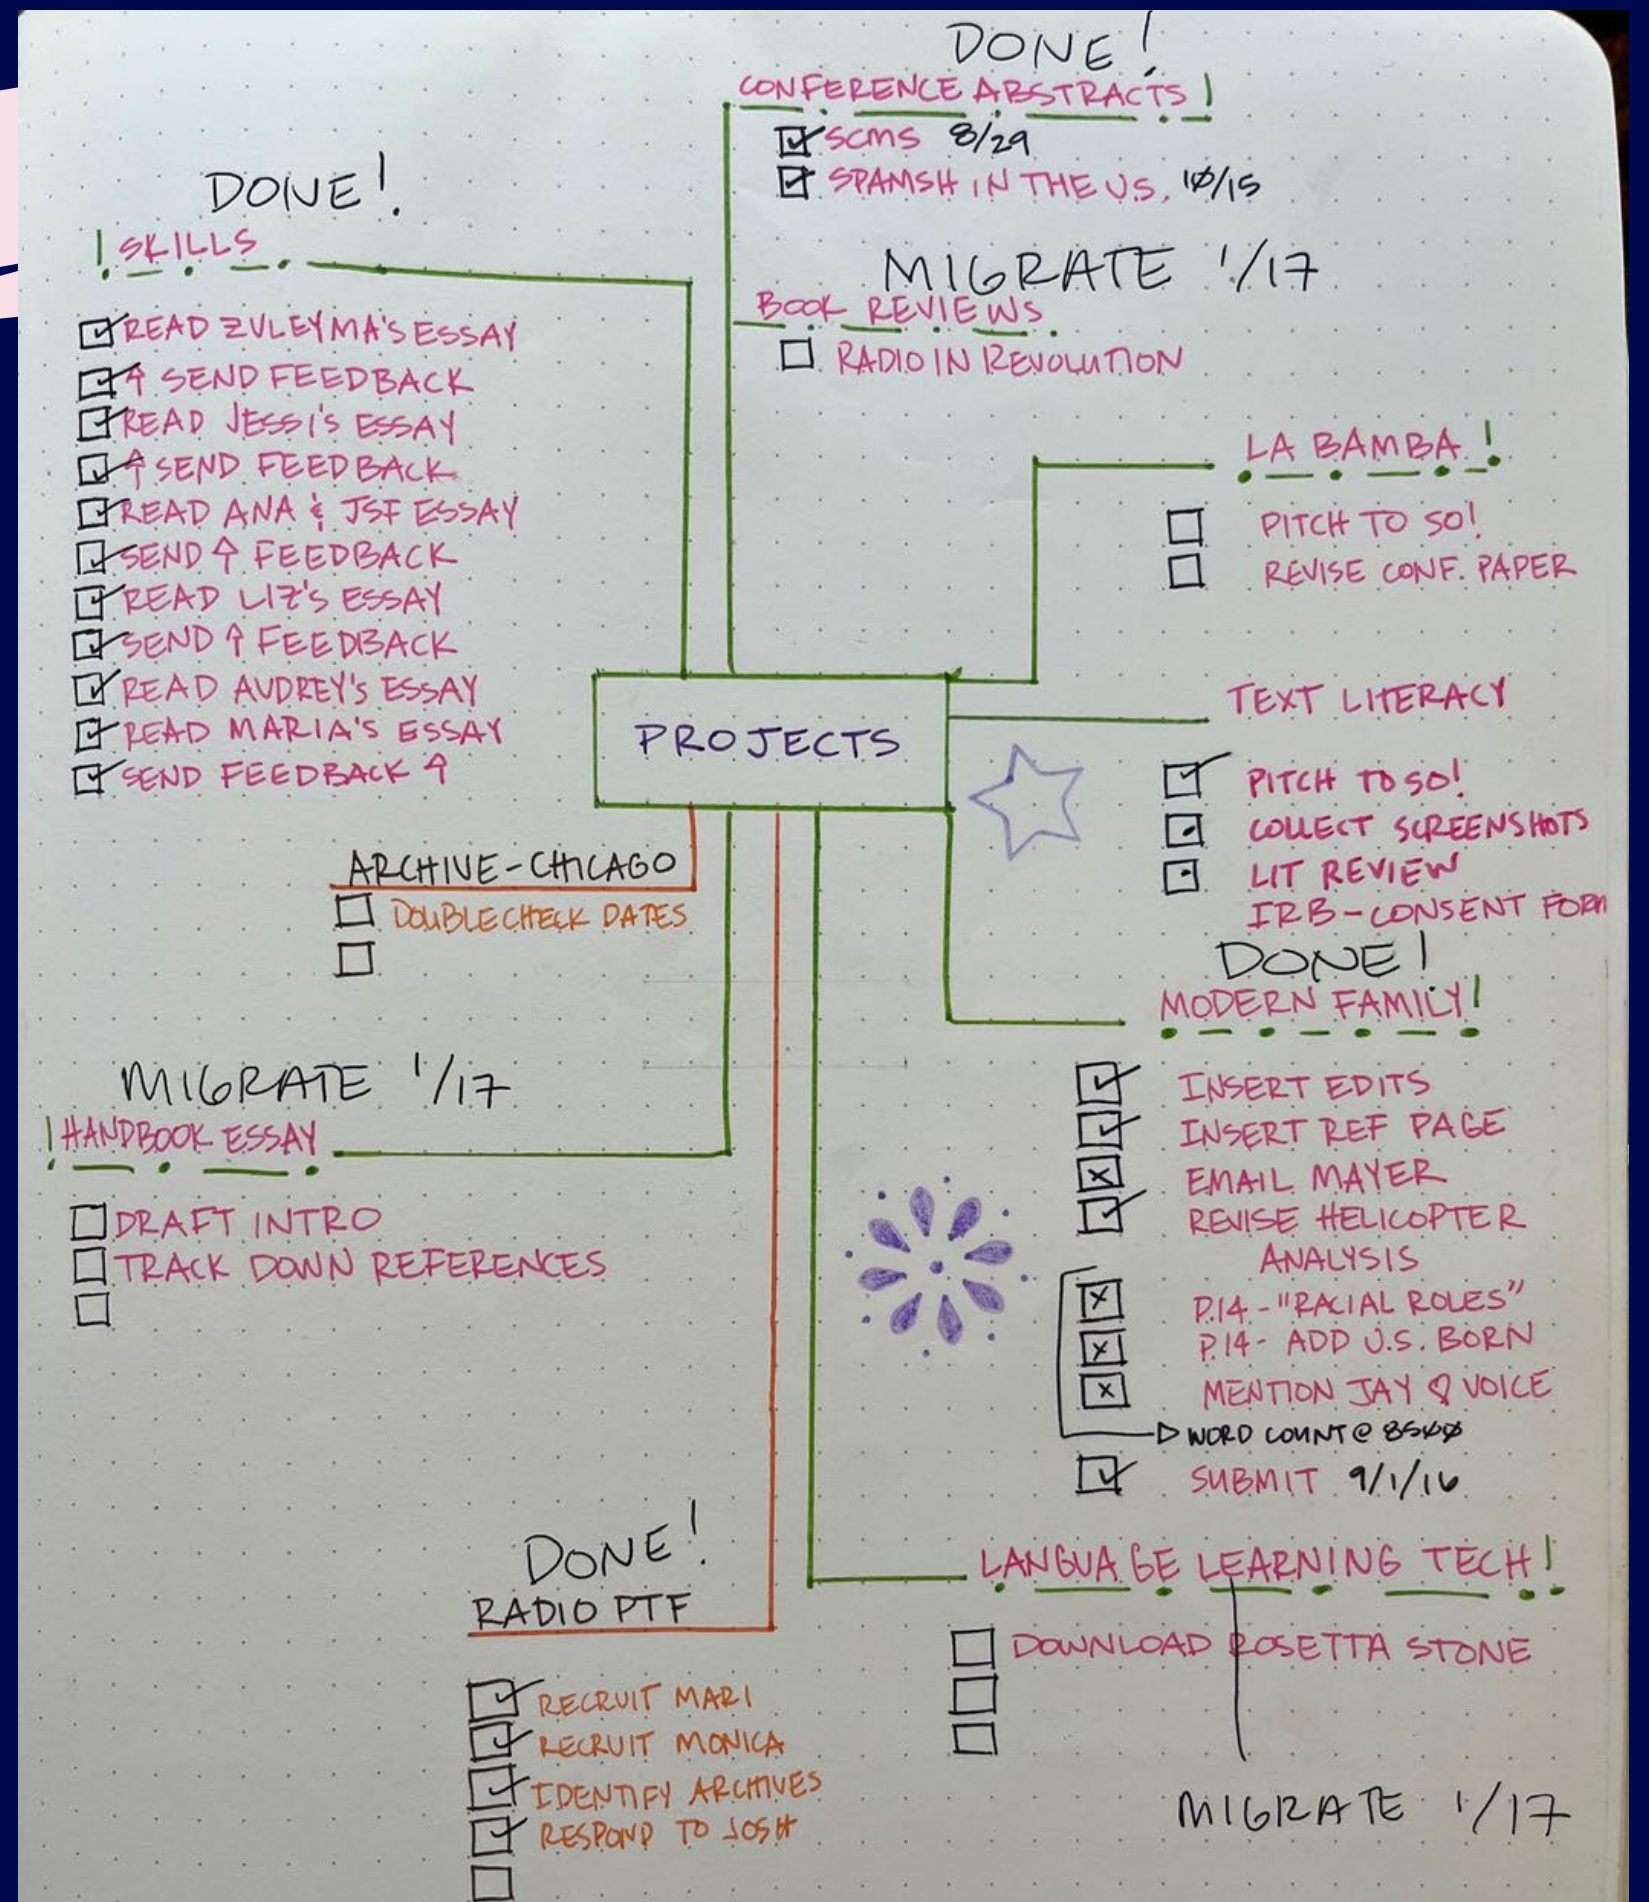 DONE!
CONFERENCE ABSTRACTS!
SCMS 8/29
SPANISH IN THE U.S. 10/15
MIGRATE 1/17
BOOK REVIEWS
RADIO IN REVOLUTION
DONE!
! SKILLS
READ ZULEYMA'S ESSAY
↑ SEND FEEDBACK
READ JESSI'S ESSAY
↑ SEND FEEDBACK
READ ANA & JSF ESSAY
SEND ↑ FEEDBACK
READ LIZ'S ESSAY
SEND ↑ FEEDBACK
READ AUDREY'S ESSAY
READ MARIA'S ESSAY
SEND FEEDBACK ↑
LA BAMBA!
PITCH TO SO!
REVISE CONF. PAPER
PROJECTS
TEXT LITERACY
PITCH TO SO!
COLLECT SCREENSHOTS
LIT REVIEW
IRB-CONSENT FORM
ARCHIVE-CHICAGO
DOUBLECHECK DATES
DONE!
MODERN FAMILY!
INSERT EDITS
INSERT REF PAGE
EMAIL MAYER
REVISE HELICOPTER
ANALYSIS
P.14-"RACIAL ROLES"
P.14- ADD U.S. BORN
MENTION JAY ♡ VOICE
WORD COUNT @ 8500
SUBMIT 9/1/16
MIGRATE 1/17
! HANDBOOK ESSAY
DRAFT INTRO
TRACK DOWN REFERENCES
DONE!
RADIO PTF
RECRUIT MARI
RECRUIT MONICA
IDENTIFY ARCHIVES
RESPOND TO JOSH
LANGUAGE LEARNING TECH!
DOWNLOAD ROSETTA STONE
MIGRATE 1/17